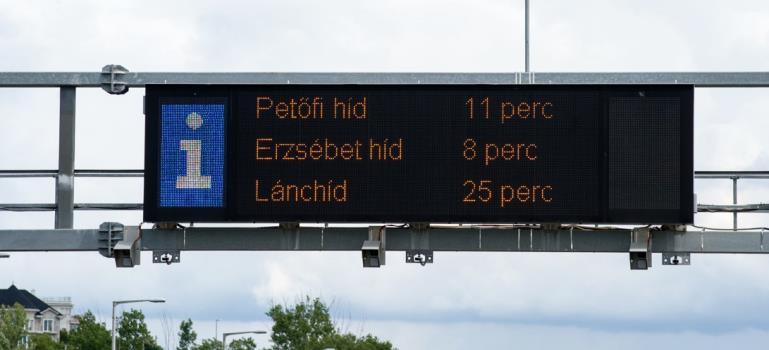 i
Petőfi híd 11 perc
Erzsébet híd 8 perc
Lánchíd 25 perc